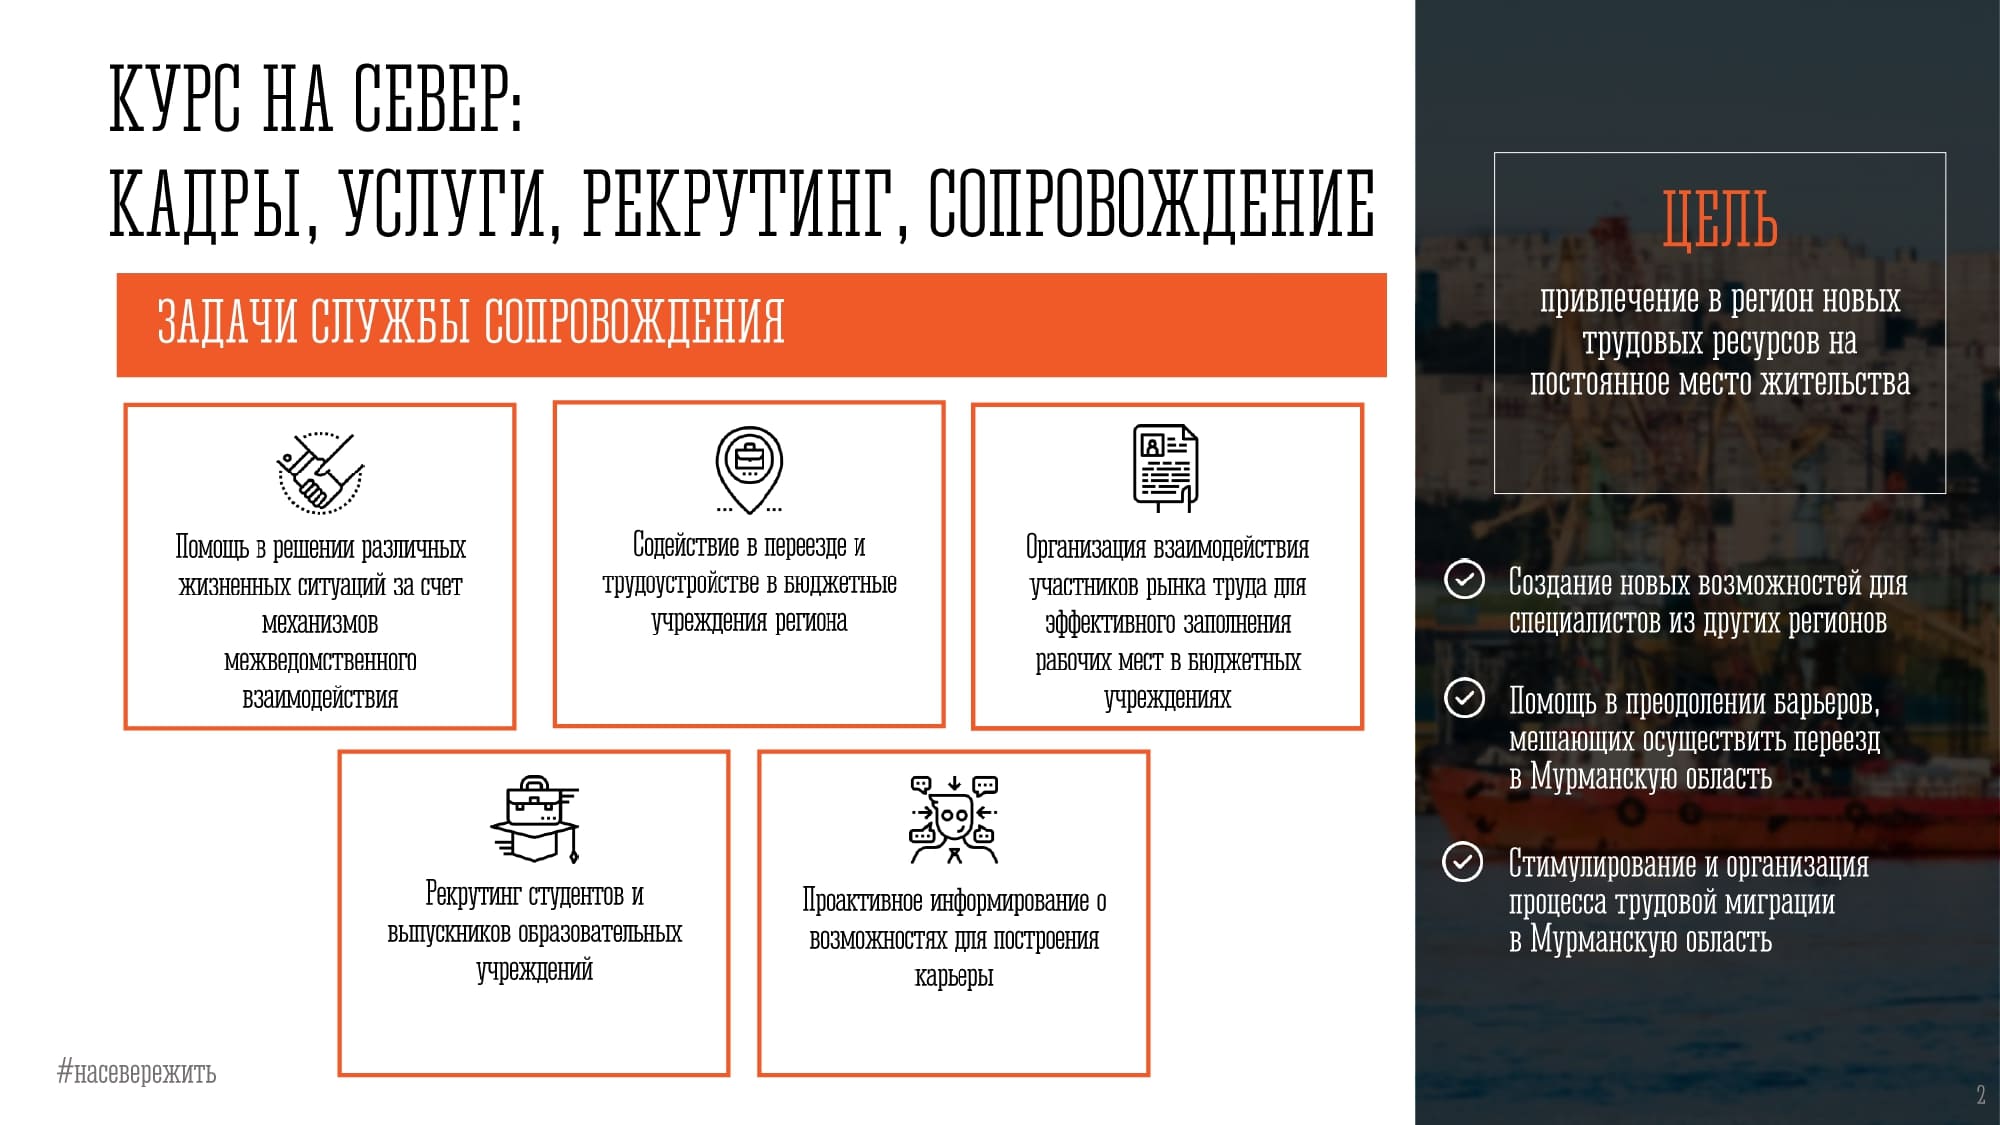 КУРС НА СЕВЕР:
КАДРЫ, УСЛУГИ, РЕКРУТИНГ, СОПРОВОЖДЕНИЕ
ЗАДАЧИ СЛУЖБЫ СОПРОВОЖДЕНИЯ
Помощь в решении различных
жизненных ситуаций за счет
механизмов
межведомственного
взаимодействия
Содействие в переезде и
трудоустройстве в бюджетные
учреждения региона
Организация взаимодействия
участников рынка труда для
эффективного заполнения
рабочих мест в бюджетных
учреждениях
Рекрутинг студентов и
выпускников образовательных
учреждений
Проактивное информирование о
возможностях для построения
карьеры
#насевережить
ЦЕЛЬ
привлечение в регион новых
трудовых ресурсов на
постоянное место жительства
Создание новых возможностей для
специалистов из других регионов
Помощь в преодолении барьеров,
мешающих осуществить переезд
в Мурманскую область
Стимулирование и организация
процесса трудовой миграции
в Мурманскую область
2